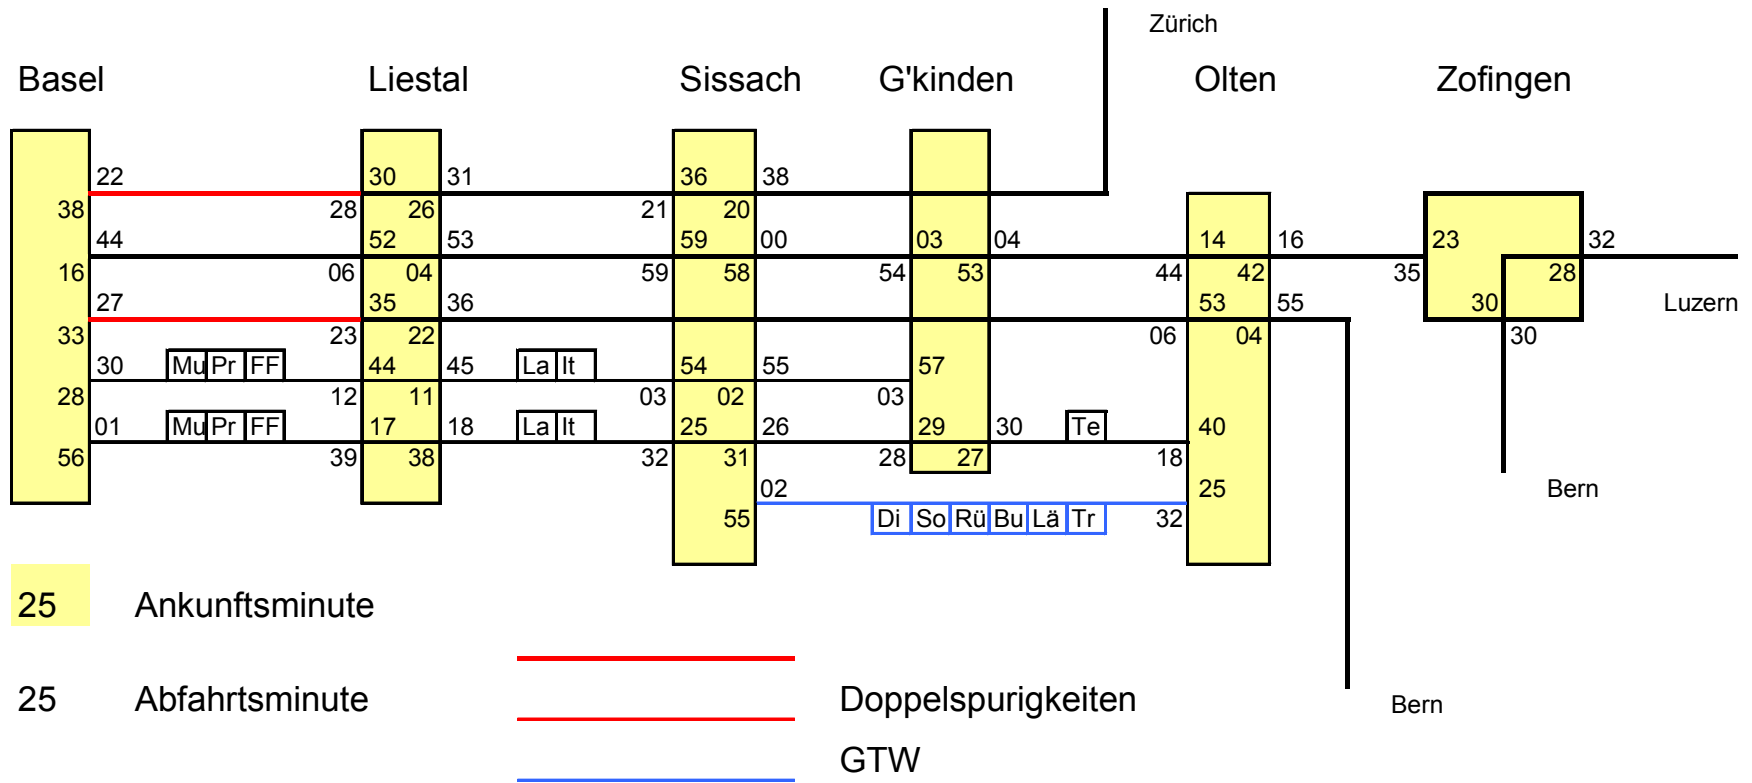 Zürich
Basel Liestal Sissach G'kinden Olten Zofingen
22 30 31 36 38
38 28 26 21 20
44 52 53 59 00 03 04 14 16 23 32
16 06 04 59 58 54 53 44 42 35 28
27 35 36 53 55 30 Luzern
33 23 22 06 04 30
30 Mu Pr FF 44 45 La It 54 55 57
28 12 11 03 02 03
01 Mu Pr FF 17 18 La It 25 26 29 30 Te 40
56 39 38 32 31 28 27 18
02 25 Bern
55 Di So Rü Bu Lä Tr 32
25 Ankunftsminute
25 Abfahrtsminute Doppelspurigkeiten Bern
GTW